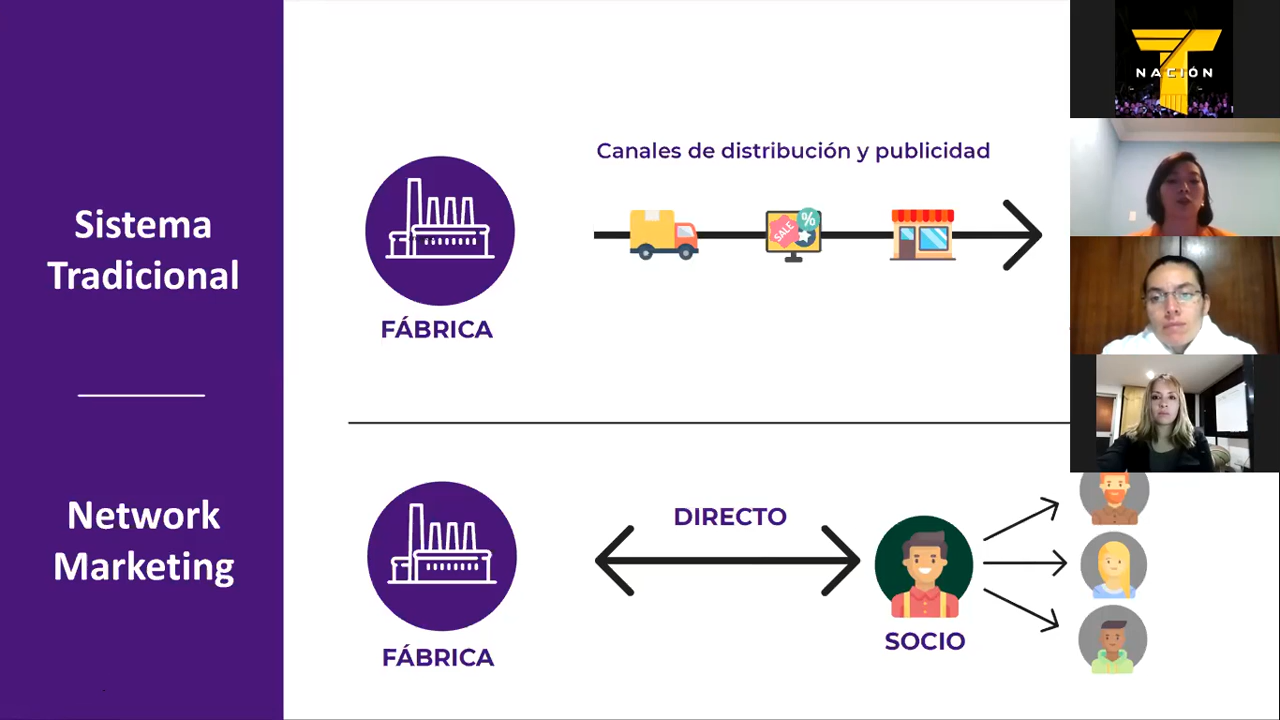 Sistema
Tradicional
Network
Marketing
Canales de distribución y publicidad
SALE
%
FÁBRICA
DIRECTO
FÁBRICA
SOCIO
T
NACIÓN